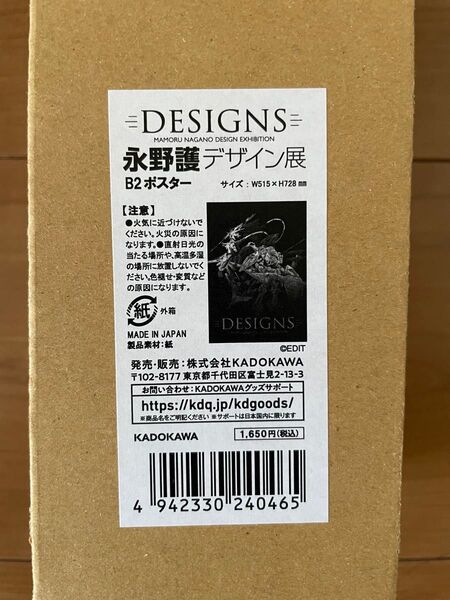 DESIGNS
MAMORU NAGANO DESIGN EXHIBITION
永野護デザイン展
B2 ポスター サイズ：W515×H728 ㎜
【注意】
●火気に近づけないで
ください。火災の原因に
なります。●直射日光の
当たる場所や、高温多湿
の場所に放置しないでく
ださい。色褪せ・変質など
の原因になります。
紙 外箱
MADE IN JAPAN
製品素材：紙
DESIGNS
©EDIT
発売・販売：株式会社KADOKAWA
〒102-8177 東京都千代田区富士見2-13-3
お問い合わせ：KADOKAWAグッズサポート
https://kdq.jp/kdgoods/
※商品名をご明記ください ※サポートは日本国内に限ります
KADOKAWA 1,650円(税込)
4 942330 240465